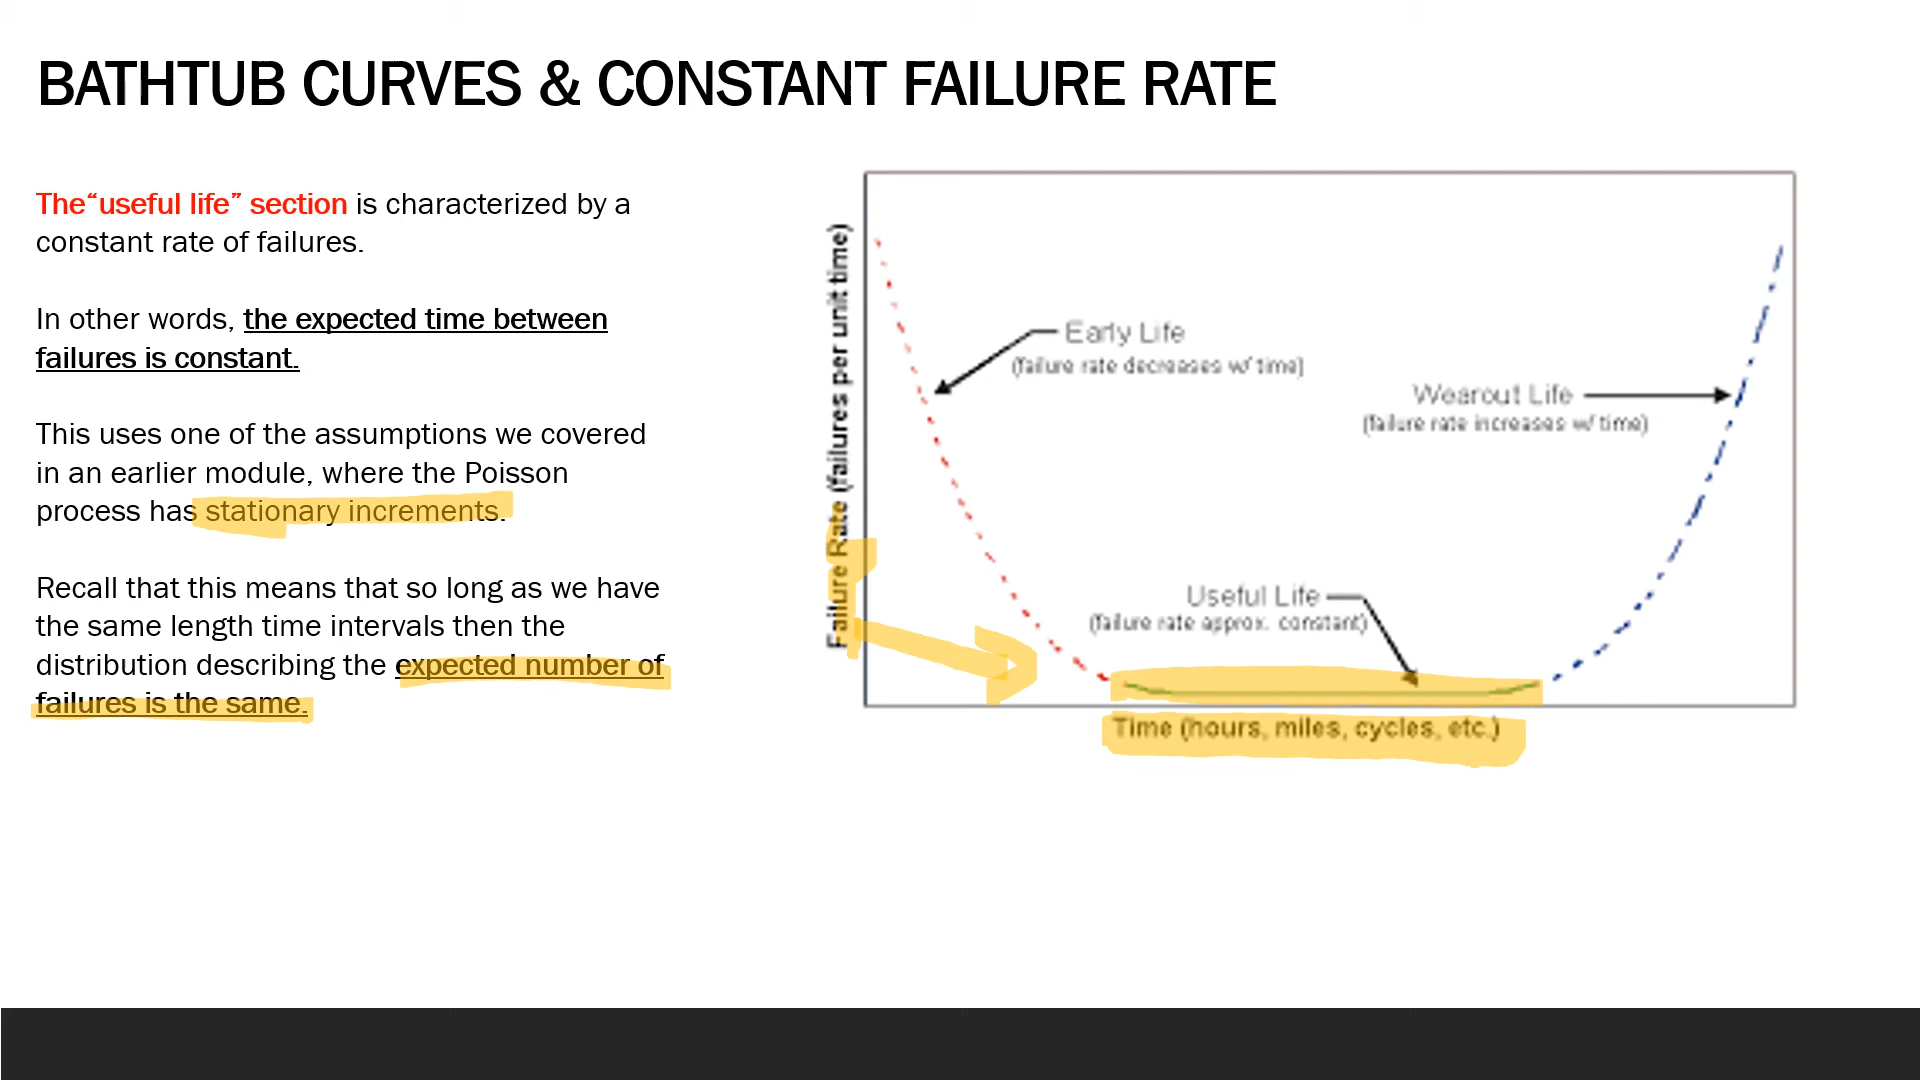 BATHTUB CURVES & CONSTANT FAILURE RATE
The“useful life” section is characterized by a
constant rate of failures.
In other words, the expected time between
failures is constant.
This uses one of the assumptions we covered
in an earlier module, where the Poisson
process has stationary increments.
Recall that this means that so long as we have
the same length time intervals then the
distribution describing the expected number of
failures is the same.
Failure Rate (failures per unit time)
Early Life
(failure rate decreases w/ time)
Wearout Life
(failure rate increases w/ time)
Useful Life
(failure rate approx. constant)
Time (hours, miles, cycles, etc.)